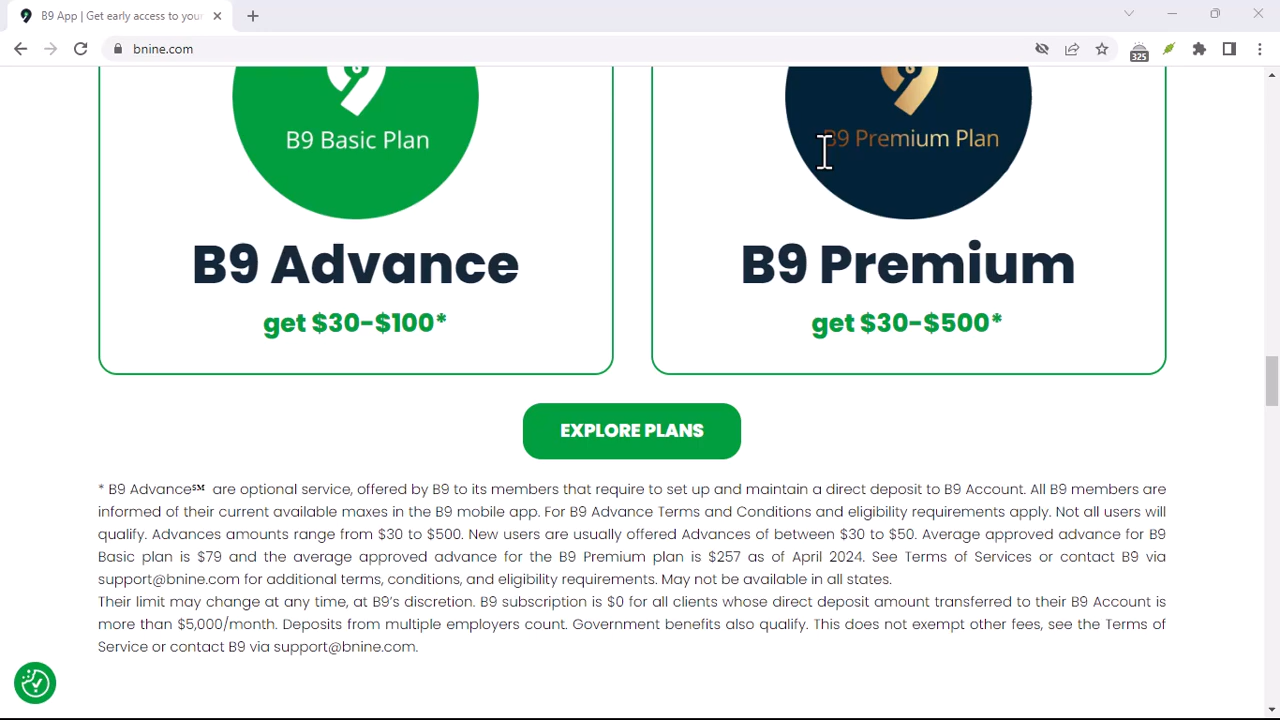 B9 App | Get early access to your
bnine.com
325
B9 Basic Plan
B9 Premium Plan
B9 Advance
B9 Premium
get $30-$100*
get $30-$500*
EXPLORE PLANS
* B9 Advance℠ are optional service, offered by B9 to its members that require to set up and maintain a direct deposit to B9 Account. All B9 members are
informed of their current available maxes in the B9 mobile app. For B9 Advance Terms and Conditions and eligibility requirements apply. Not all users will
qualify. Advances amounts range from $30 to $500. New users are usually offered Advances of between $30 to $50. Average approved advance for B9
Basic plan is $79 and the average approved advance for the B9 Premium plan is $257 as of April 2024. See Terms of Services or contact B9 via
support@bnine.com for additional terms, conditions, and eligibility requirements. May not be available in all states.
Their limit may change at any time, at B9's discretion. B9 subscription is $0 for all clients whose direct deposit amount transferred to their B9 Account is
more than $5,000/month. Deposits from multiple employers count. Government benefits also qualify. This does not exempt other fees, see the Terms of
Service or contact B9 via support@bnine.com.